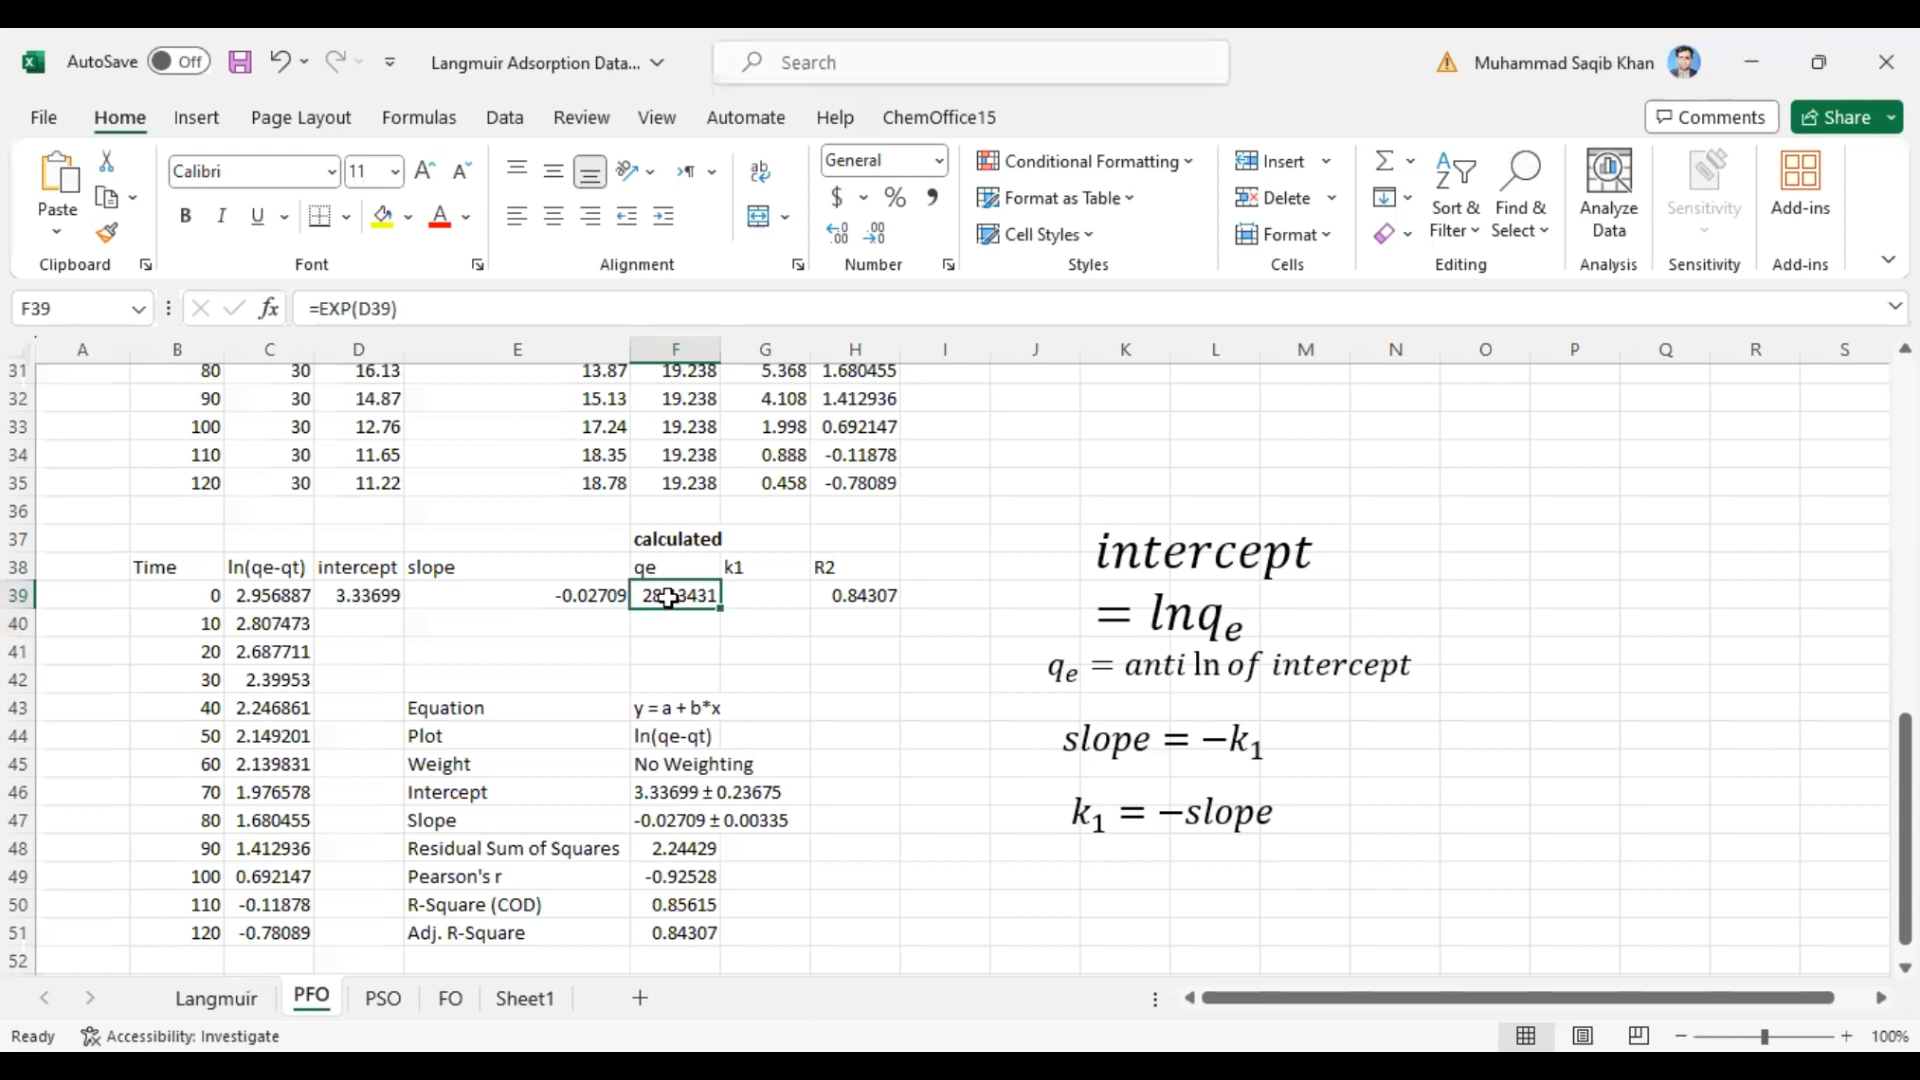 AutoSave Off Langmuir Adsorption Data... Search Muhammad Saqib Khan
File Home Insert Page Layout Formulas Data Review View Automate Help ChemOffice15 Comments Share
Paste Calibri 11 General Conditional Formatting Insert Sort & Find & Analyze Sensitivity Add-ins
B I U $ % Format as Table Delete Filter Select Data
Cell Styles Format
Clipboard Font Alignment Number Styles Cells Editing Analysis Sensitivity Add-ins
F39 fx =EXP(D39)
A B C D E F G H I J K L M N O P Q R S
31 80 30 16.13 13.87 19.238 5.368 1.680455
32 90 30 14.87 15.13 19.238 4.108 1.412936
33 100 30 12.76 17.24 19.238 1.998 0.692147
34 110 30 11.65 18.35 19.238 0.888 -0.11878
35 120 30 11.22 18.78 19.238 0.458 -0.78089
36
37 calculated
38 Time ln(qe-qt) intercept slope qe k1 R2
39 0 2.956887 3.33699 -0.02709 0.84307
40 10 2.807473
41 20 2.687711
42 30 2.39953
43 40 2.246861 Equation y = a + b*x
44 50 2.149201 Plot ln(qe-qt)
45 60 2.139831 Weight No Weighting
46 70 1.976578 Intercept 3.33699 ± 0.23675
47 80 1.680455 Slope -0.02709 ± 0.00335
48 90 1.412936 Residual Sum of Squares 2.24429
49 100 0.692147 Pearson's r -0.92528
50 110 -0.11878 R-Square (COD) 0.85615
51 120 -0.78089 Adj. R-Square 0.84307
52
intercept
= lnqₑ
qₑ = anti ln of intercept
slope = −k₁
k₁ = −slope
Langmuir PFO PSO FO Sheet1
Ready Accessibility: Investigate 100%